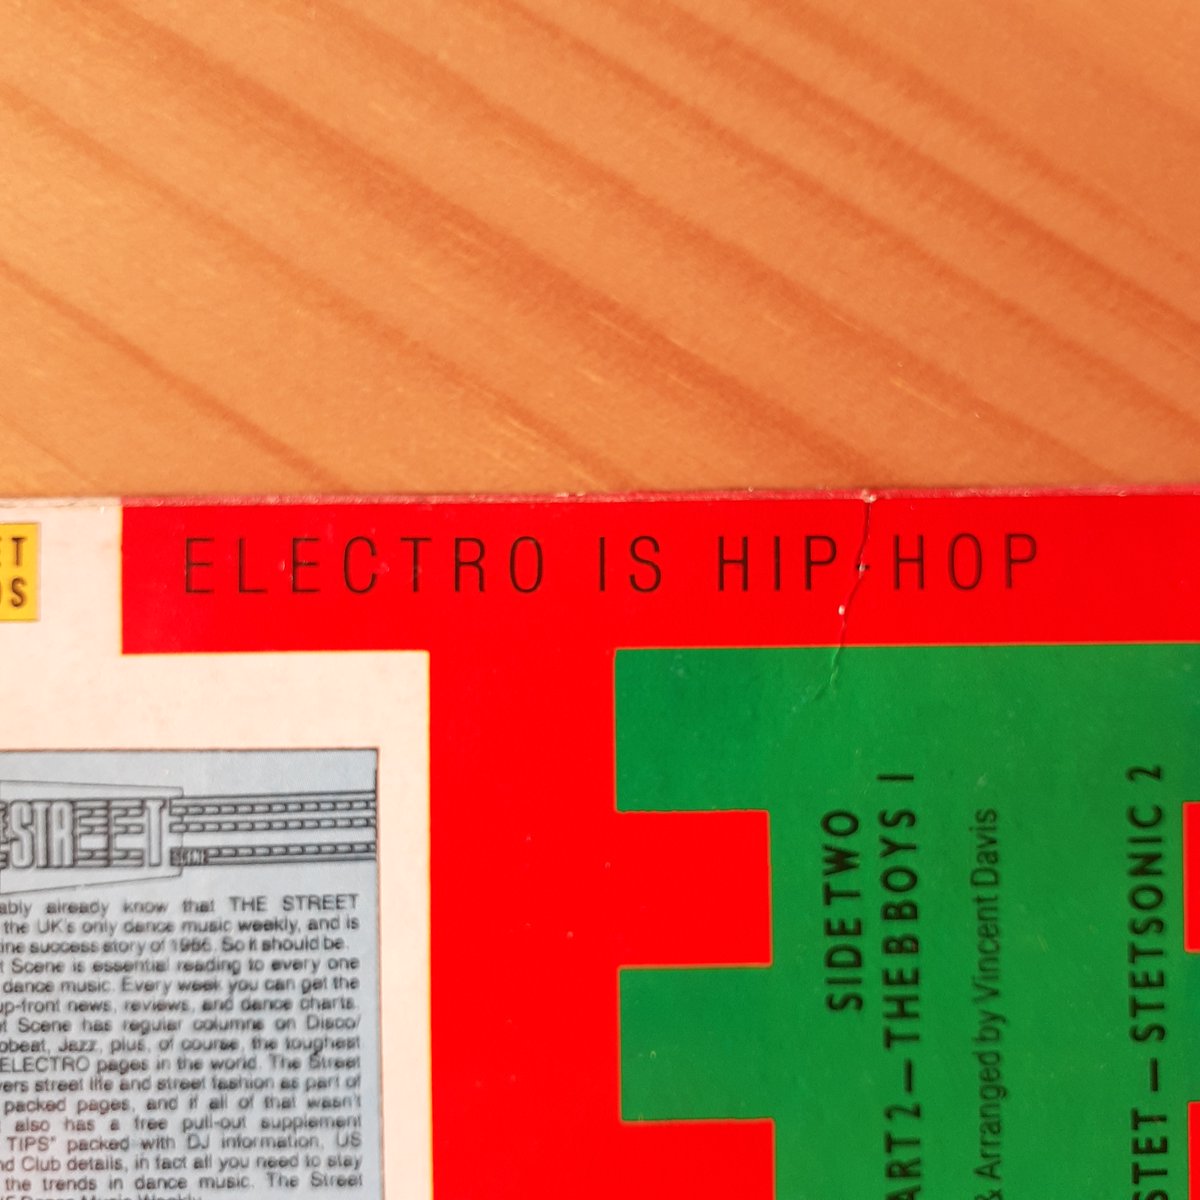 ET
DS
ELECTRO IS HIP-HOP
STREET
SCENE
ably already know that THE STREET
the UK's only dance music weekly, and is
ine success story of 1986. So it should be.
t Scene is essential reading to every one
dance music. Every week you can get the
up-front news, reviews, and dance charts.
t Scene has regular columns on Disco/
obeat, Jazz, plus, of course, the toughest
ELECTRO pages in the world. The Street
vers street life and street fashion as part of
packed pages, and if all of that wasn't
also has a free pull-out supplement
TIPS" packed with DJ information, US
nd Club details, in fact all you need to stay
the trends in dance music. The Street
Dance Music Weekly
SIDE TWO
ART 2 — THE B BOYS 1
& Arranged by Vincent Davis
STET — STETSONIC 2